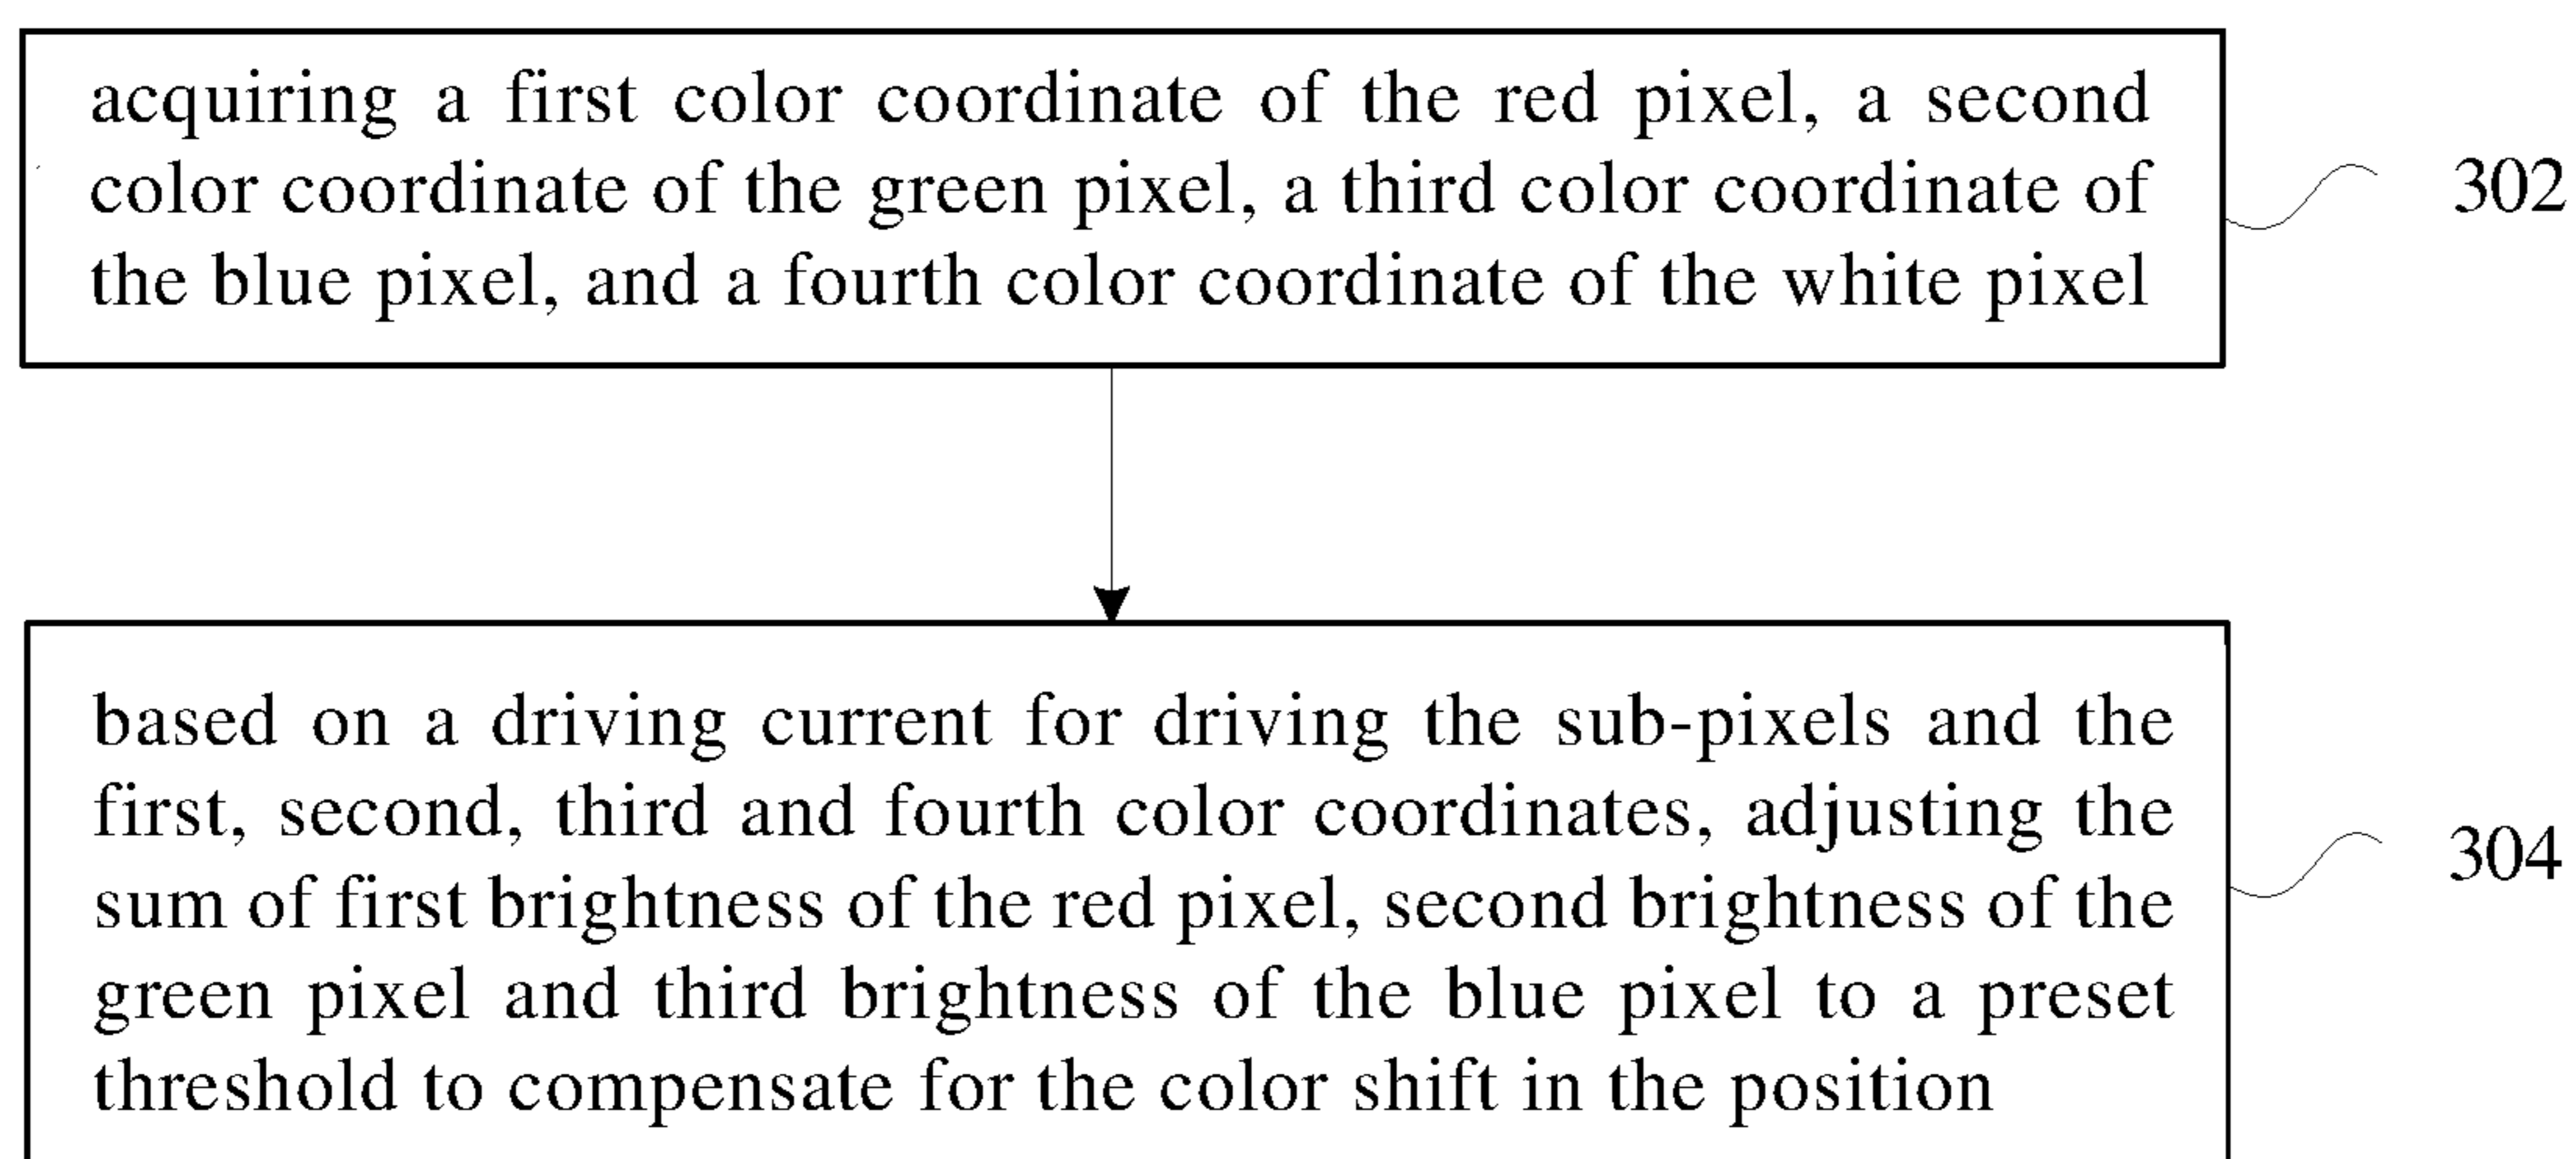 acquiring a first color coordinate of the red pixel, a second
color coordinate of the green pixel, a third color coordinate of
the blue pixel, and a fourth color coordinate of the white pixel
302
based on a driving current for driving the sub-pixels and the
first, second, third and fourth color coordinates, adjusting the
sum of first brightness of the red pixel, second brightness of the
green pixel and third brightness of the blue pixel to a preset
threshold to compensate for the color shift in the position
304